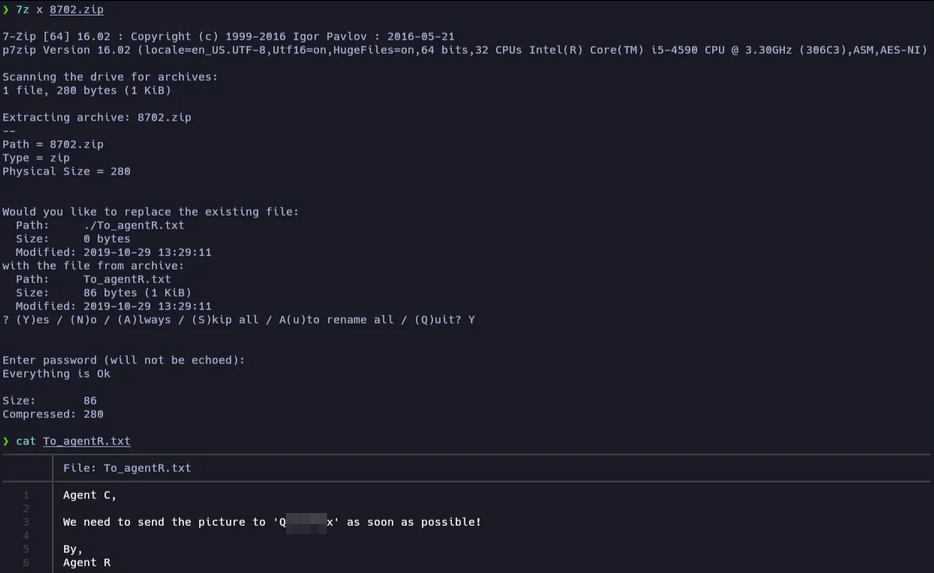 ❯ 7z x 8702.zip
7-Zip [64] 16.02 : Copyright (c) 1999-2016 Igor Pavlov : 2016-05-21
p7zip Version 16.02 (locale=en_US.UTF-8,Utf16=on,HugeFiles=on,64 bits,32 CPUs Intel(R) Core(TM) i5-4590 CPU @ 3.30GHz (306C3),ASM,AES-NI)
Scanning the drive for archives:
1 file, 280 bytes (1 KiB)
Extracting archive: 8702.zip
--
Path = 8702.zip
Type = zip
Physical Size = 280
Would you like to replace the existing file:
Path: ./To_agentR.txt
Size: 0 bytes
Modified: 2019-10-29 13:29:11
with the file from archive:
Path: To_agentR.txt
Size: 86 bytes (1 KiB)
Modified: 2019-10-29 13:29:11
? (Y)es / (N)o / (A)lways / (S)kip all / A(u)to rename all / (Q)uit? Y
Enter password (will not be echoed):
Everything is Ok
Size: 86
Compressed: 280
❯ cat To_agentR.txt
File: To_agentR.txt
1 Agent C,
2
3 We need to send the picture to as soon as possible!
4
5 By,
6 Agent R